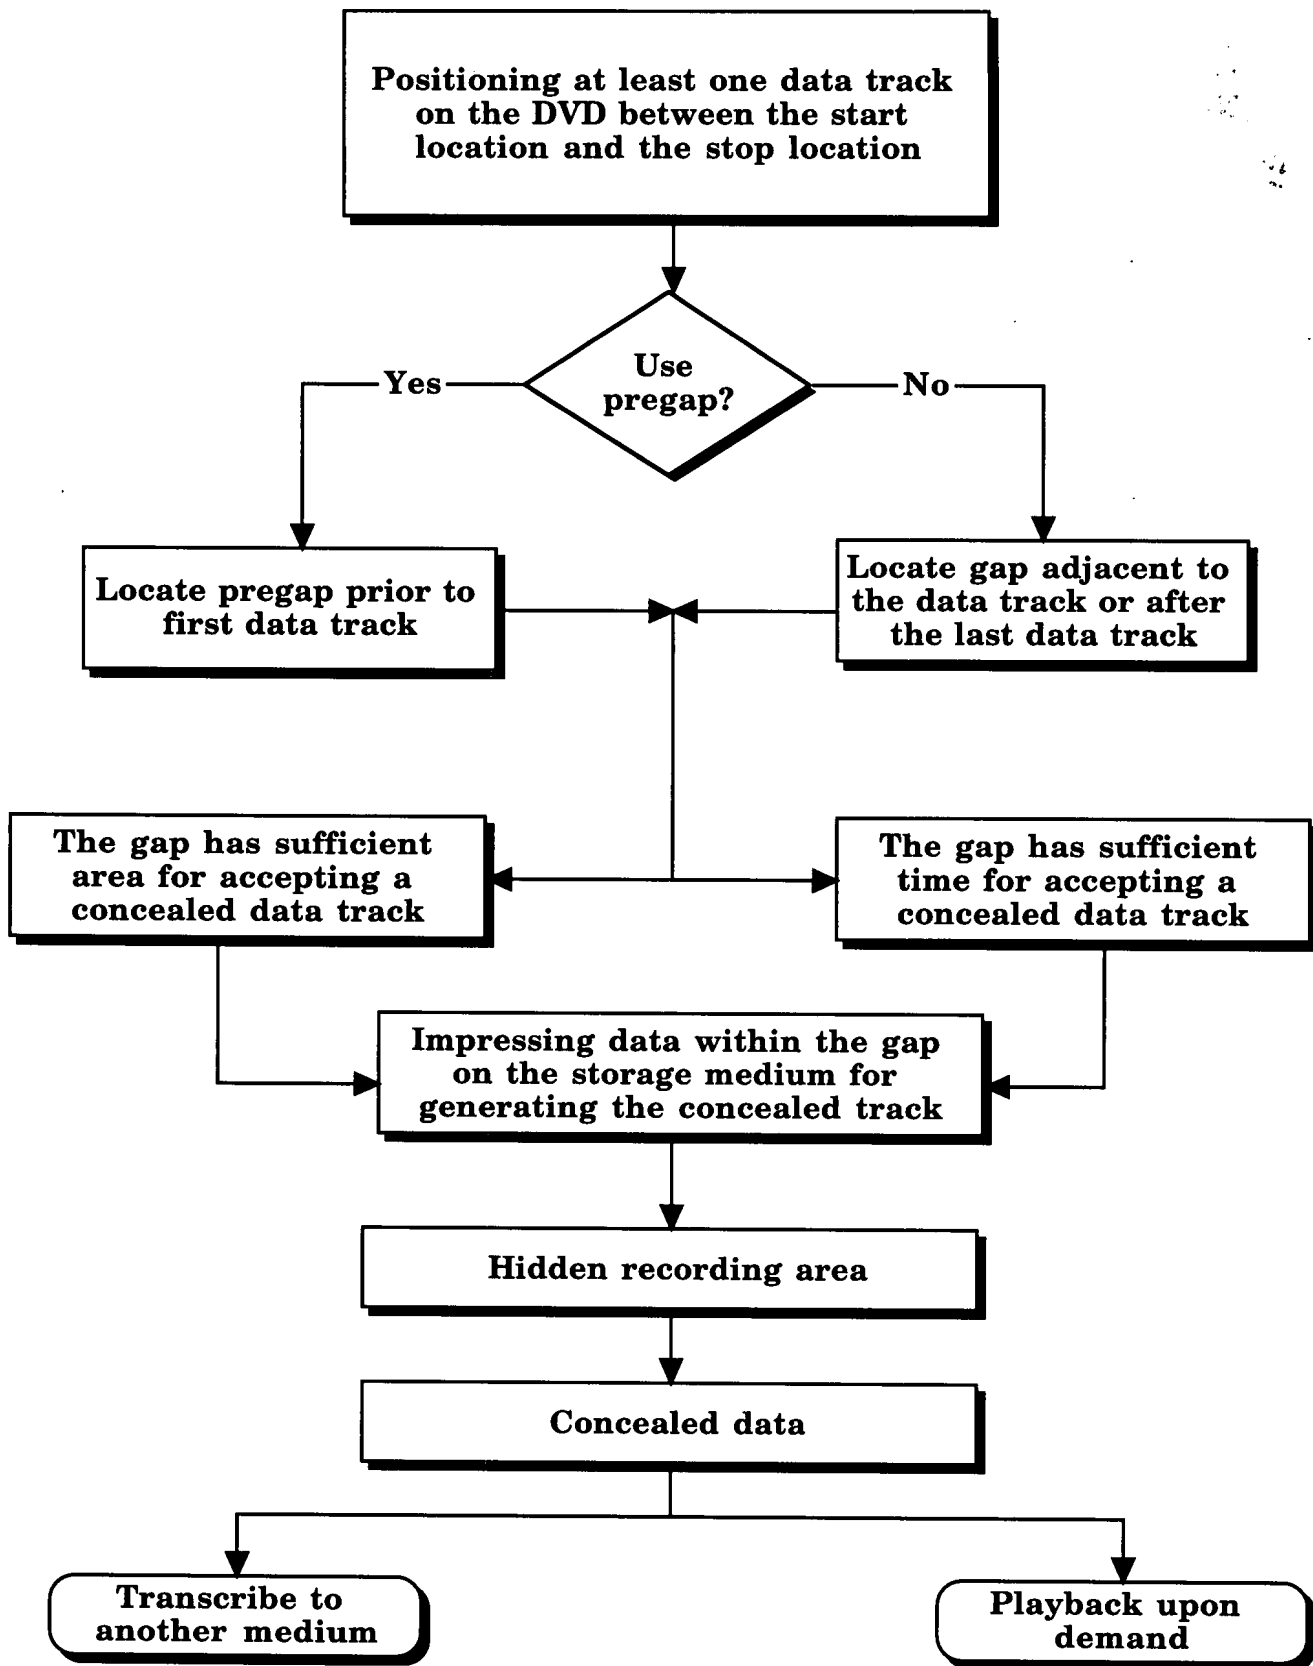 Positioning at least one data track
on the DVD between the start
location and the stop location
Use
pregap?
Yes
No
Locate pregap prior to
first data track
Locate gap adjacent to
the data track or after
the last data track
The gap has sufficient
area for accepting a
concealed data track
The gap has sufficient
time for accepting a
concealed data track
Impressing data within the gap
on the storage medium for
generating the concealed track
Hidden recording area
Concealed data
Transcribe to
another medium
Playback upon
demand